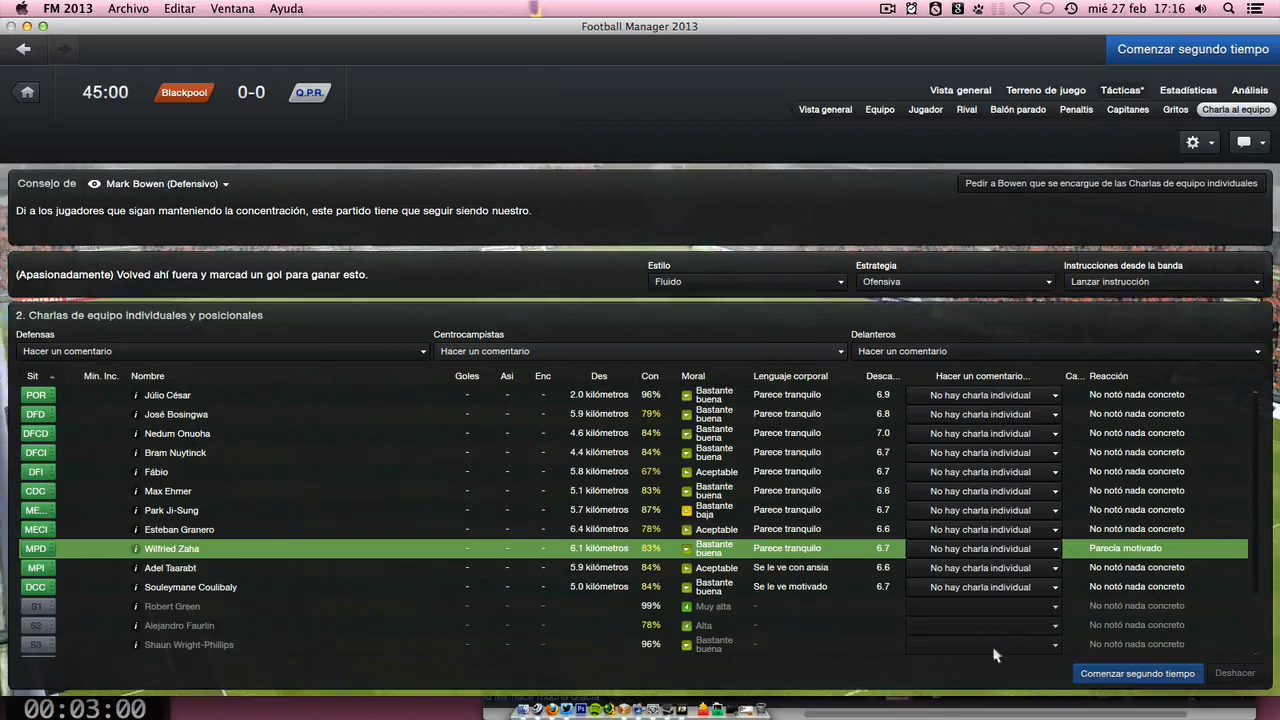 FM 2013 Archivo Editar Ventana Ayuda mié 27 feb 17:16
Football Manager 2013
Comenzar segundo tiempo
45:00 Blackpool 0-0 Q.P.R.
Vista general Terreno de juego Tácticas* Estadísticas Análisis
Vista general Equipo Jugador Rival Balón parado Penaltis Capitanes Gritos Charla al equipo
Consejo de Mark Bowen (Defensivo) Pedir a Bowen que se encargue de las Charlas de equipo individuales
Di a los jugadores que sigan manteniendo la concentración, este partido tiene que seguir siendo nuestro.
Estilo Estrategia Instrucciones desde la banda
(Apasionadamente) Volved ahí fuera y marcad un gol para ganar esto. Fluido Ofensiva Lanzar instrucción
2. Charlas de equipo individuales y posicionales
Defensas Centrocampistas Delanteros
Hacer un comentario Hacer un comentario Hacer un comentario
Sit Min. Inc. Nombre Goles Asi Enc Des Con Moral Lenguaje corporal Desca... Hacer un comentario... Ca... Reacción
POR i Júlio César - - - 2.0 kilómetros 96% Bastante buena Parece tranquilo 6.9 No hay charla individual No notó nada concreto
DFD i José Bosingwa - - - 6.2 kilómetros 79% Bastante buena Parece tranquilo 6.8 No hay charla individual No notó nada concreto
DFCD i Nedum Onuoha - - - 4.6 kilómetros 84% Bastante buena Parece tranquilo 7.0 No hay charla individual No notó nada concreto
DFCI i Bram Nuytinck - - - 4.4 kilómetros 84% Bastante buena Parece tranquilo 6.7 No hay charla individual No notó nada concreto
DFI i Fábio - - - 5.8 kilómetros 67% Aceptable Parece tranquilo 6.7 No hay charla individual No notó nada concreto
CDC i Max Ehmer - - - 5.1 kilómetros 83% Bastante buena Parece tranquilo 6.6 No hay charla individual No notó nada concreto
ME... i Park Ji-Sung - - - 5.7 kilómetros 87% Bastante baja Parece tranquilo 6.7 No hay charla individual No notó nada concreto
MECI i Esteban Granero - - - 6.4 kilómetros 78% Aceptable Parece tranquilo 6.6 No hay charla individual No notó nada concreto
MPD i Wilfried Zaha - - - 6.1 kilómetros 83% Bastante buena Parece tranquilo 6.7 No hay charla individual Parecía motivado
MPI i Adel Taarabt - - - 5.9 kilómetros 84% Aceptable Se le ve con ansia 6.6 No hay charla individual No notó nada concreto
DCC i Souleymane Coulibaly - - - 5.0 kilómetros 84% Bastante buena Se le ve motivado 6.7 No hay charla individual No notó nada concreto
S1 i Robert Green 99% Muy alta - No notó nada concreto
S2 i Alejandro Faurlín 78% Alta - No notó nada concreto
S3 i Shaun Wright-Phillips 96% Bastante buena - No notó nada concreto
Comenzar segundo tiempo Deshacer
00:03:00